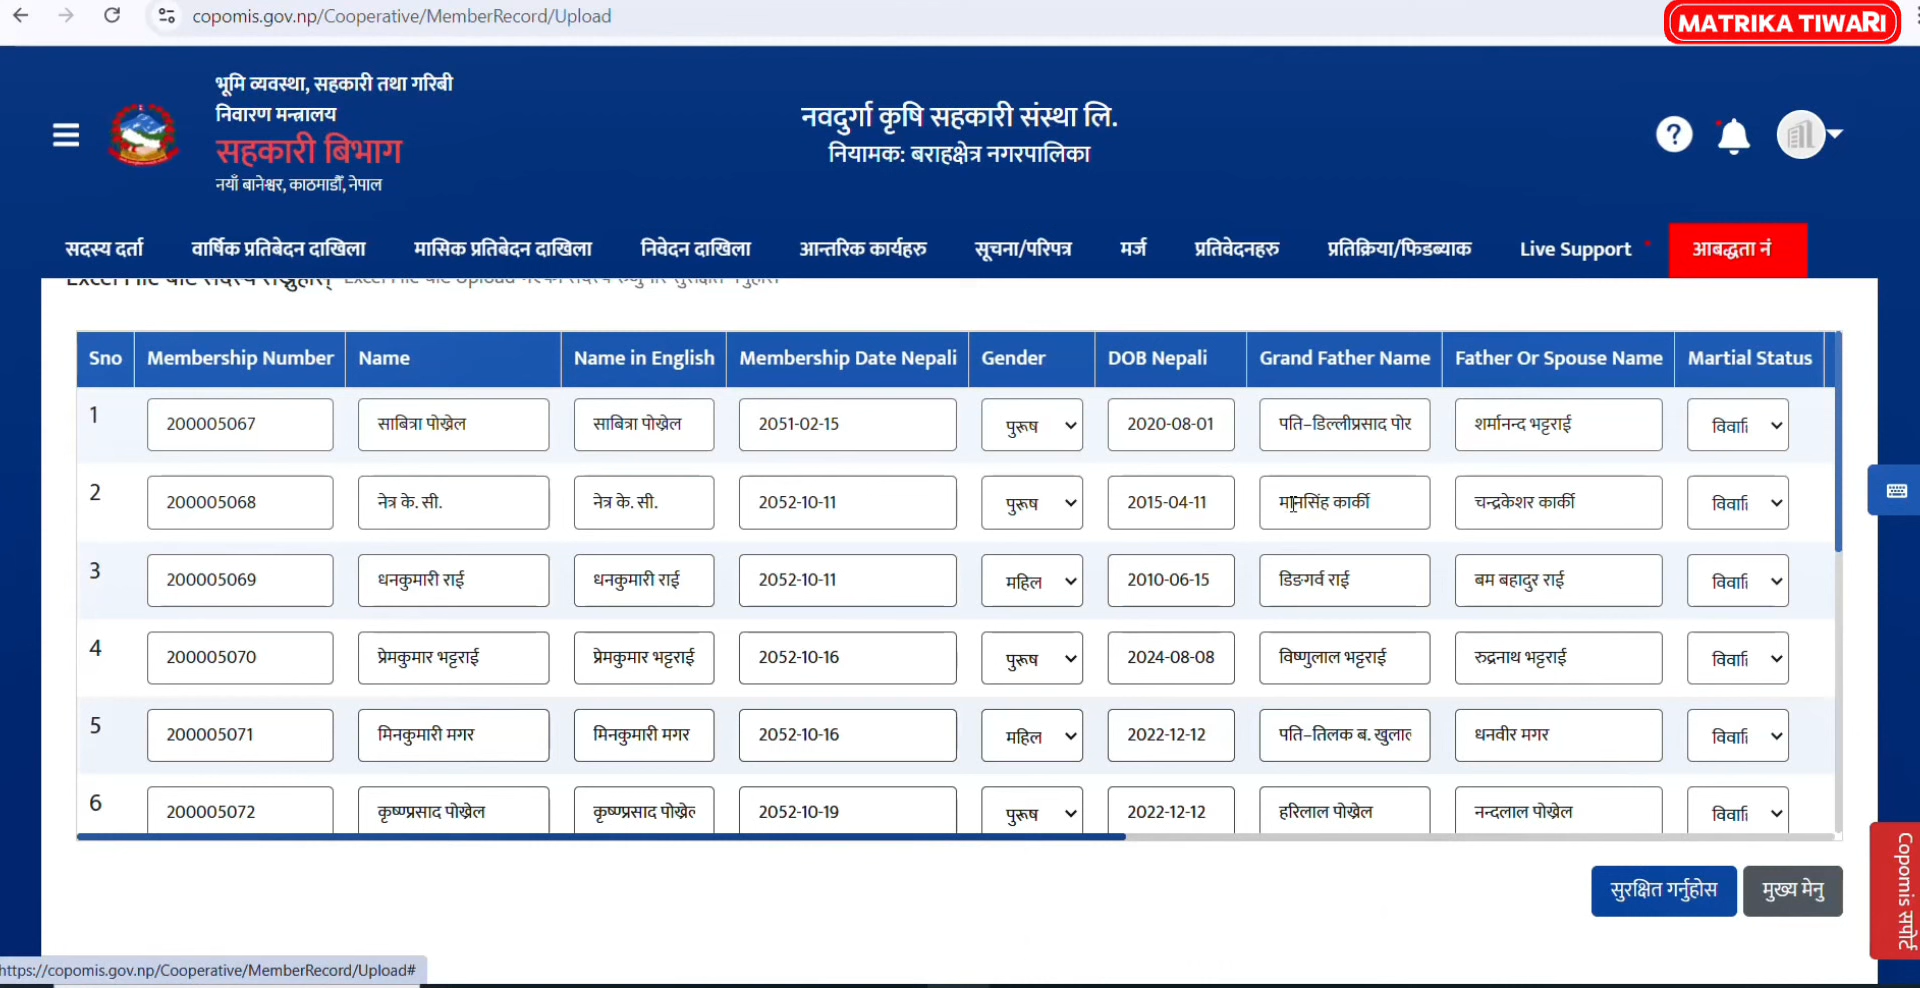 copomis.gov.np/Cooperative/MemberRecord/Upload
MATRIKA TIWARI
भूमि व्यवस्था, सहकारी तथा गरिबी
निवारण मन्त्रालय
सहकारी बिभाग
नयाँ बानेश्वर, काठमाडौँ, नेपाल
नवदुर्गा कृषि सहकारी संस्था लि.
नियामक: बराहक्षेत्र नगरपालिका
सदस्य दर्ता वार्षिक प्रतिबेदन दाखिला मासिक प्रतिबेदन दाखिला निवेदन दाखिला आन्तरिक कार्यहरु सूचना/परिपत्र मर्ज प्रतिवेदनहरु प्रतिक्रिया/फिडब्याक Live Support आबद्धता नं
Sno Membership Number Name Name in English Membership Date Nepali Gender DOB Nepali Grand Father Name Father Or Spouse Name Martial Status
1 200005067 साबित्रा पोख्रेल साबित्रा पोख्रेल 2051-02-15 पुरूष 2020-08-01 पति–डिल्लीप्रसाद पोर शर्मानन्द भट्टराई विवाि
2 200005068 नेत्र के. सी. नेत्र के. सी. 2052-10-11 पुरूष 2015-04-11 मानसिंह कार्की चन्द्रकेशर कार्की विवाि
3 200005069 धनकुमारी राई धनकुमारी राई 2052-10-11 महिल 2010-06-15 डिङगर्व राई बम बहादुर राई विवाि
4 200005070 प्रेमकुमार भट्टराई प्रेमकुमार भट्टराई 2052-10-16 पुरूष 2024-08-08 विष्णुलाल भट्टराई रुद्रनाथ भट्टराई विवाि
5 200005071 मिनकुमारी मगर मिनकुमारी मगर 2052-10-16 महिल 2022-12-12 पति–तिलक ब. खुलाल धनवीर मगर विवाि
6 200005072 कृष्णप्रसाद पोख्रेल कृष्णप्रसाद पोख्रेल 2052-10-19 पुरूष 2022-12-12 हरिलाल पोख्रेल नन्दलाल पोख्रेल विवाि
सुरक्षित गर्नुहोस मुख्य मेनु
Copomis सपोर्ट
https://copomis.gov.np/Cooperative/MemberRecord/Upload#